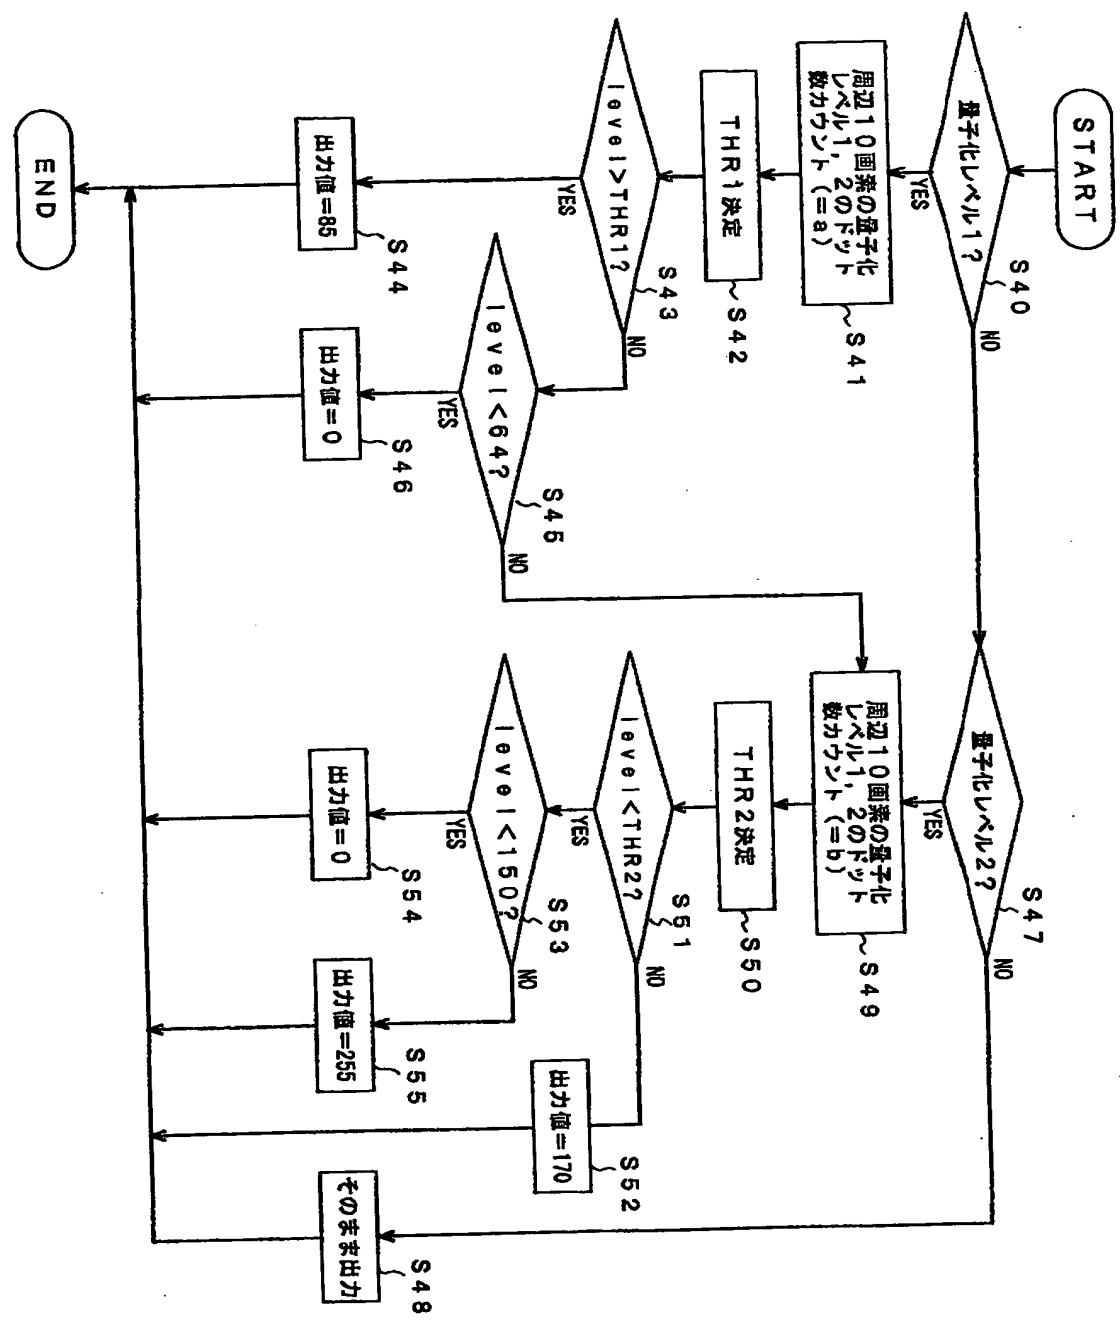 START
量子化レベル1?
S40
YES
NO
周辺10画素の量子化
レベル1, 2のドット
数カウント (=a)
S41
THR1決定
S42
level>THR1?
S43
YES
NO
出力値=85
S44
level<64?
S45
YES
NO
出力値=0
S46
量子化レベル2?
S47
YES
NO
周辺10画素の量子化
レベル1, 2のドット
数カウント (=b)
S49
THR2決定
S50
level<THR2?
S51
YES
NO
level<150?
S53
YES
NO
出力値=0
S54
出力値=255
S55
出力値=170
S52
そのまま出力
S48
END